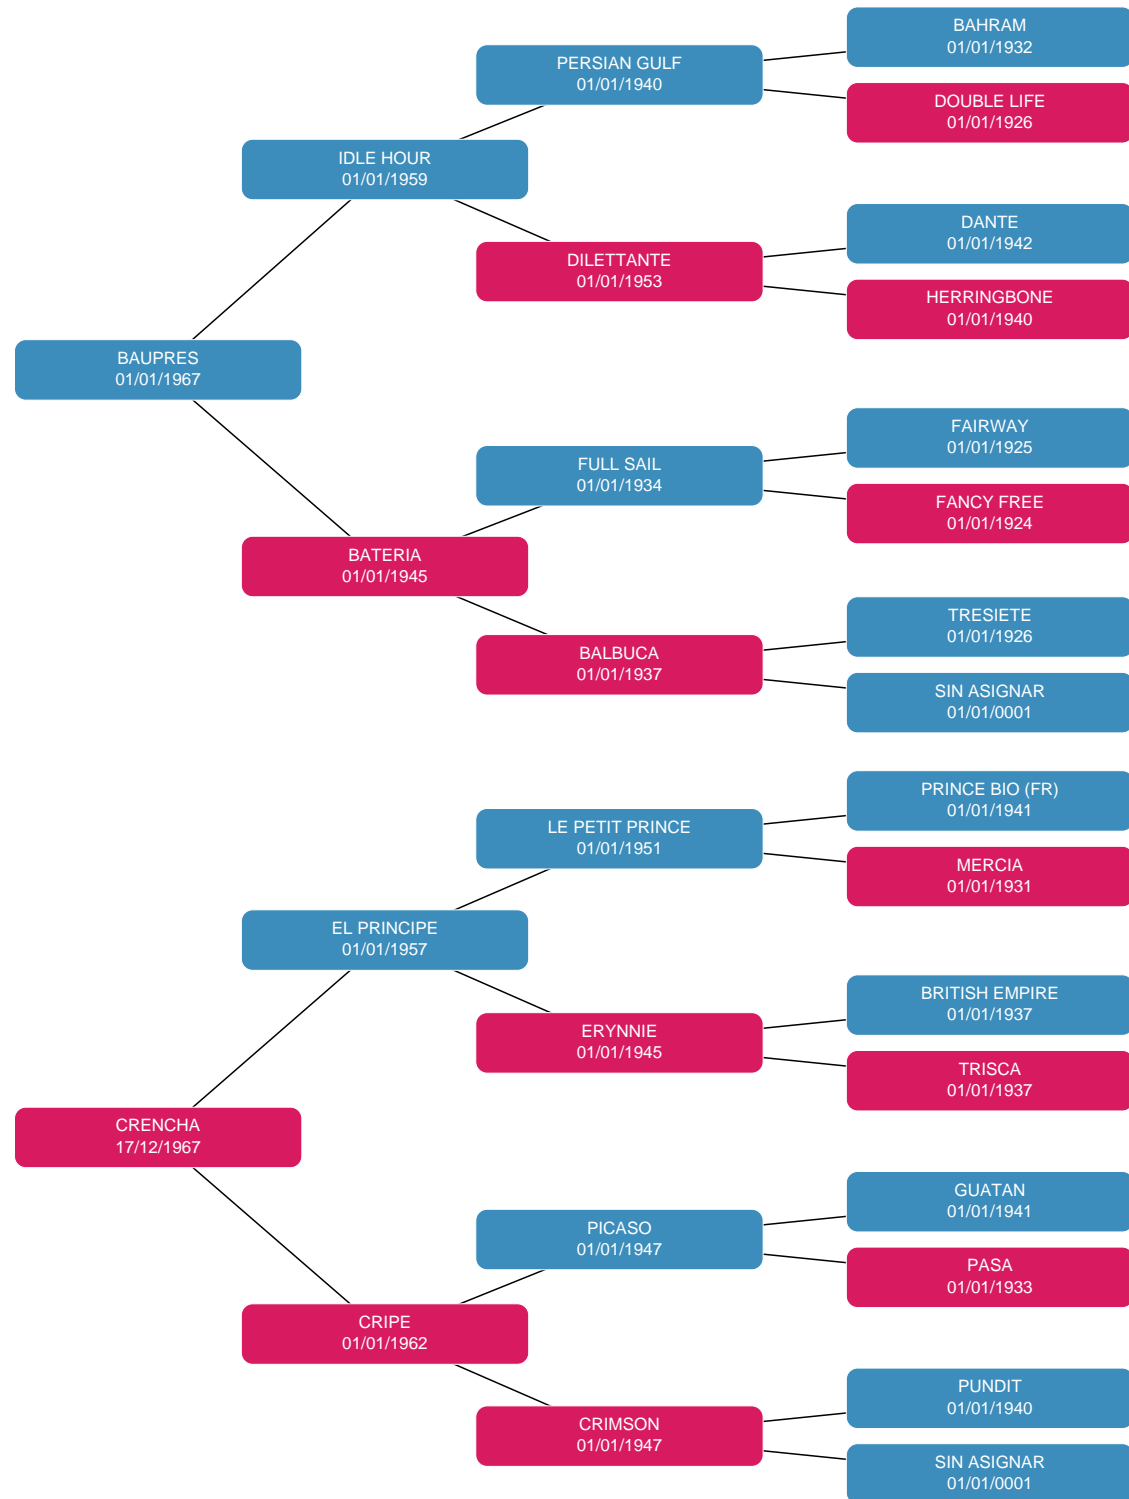 BAHRAM
01/01/1932
PERSIAN GULF
01/01/1940
DOUBLE LIFE
01/01/1926
IDLE HOUR
01/01/1959
DANTE
01/01/1942
DILETTANTE
01/01/1953
HERRINGBONE
01/01/1940
BAUPRES
01/01/1967
FAIRWAY
01/01/1925
FULL SAIL
01/01/1934
FANCY FREE
01/01/1924
BATERIA
01/01/1945
TRESIETE
01/01/1926
BALBUCA
01/01/1937
SIN ASIGNAR
01/01/0001
PRINCE BIO (FR)
01/01/1941
LE PETIT PRINCE
01/01/1951
MERCIA
01/01/1931
EL PRINCIPE
01/01/1957
BRITISH EMPIRE
01/01/1937
ERYNNIE
01/01/1945
TRISCA
01/01/1937
CRENCHA
17/12/1967
GUATAN
01/01/1941
PICASO
01/01/1947
PASA
01/01/1933
CRIPE
01/01/1962
PUNDIT
01/01/1940
CRIMSON
01/01/1947
SIN ASIGNAR
01/01/0001